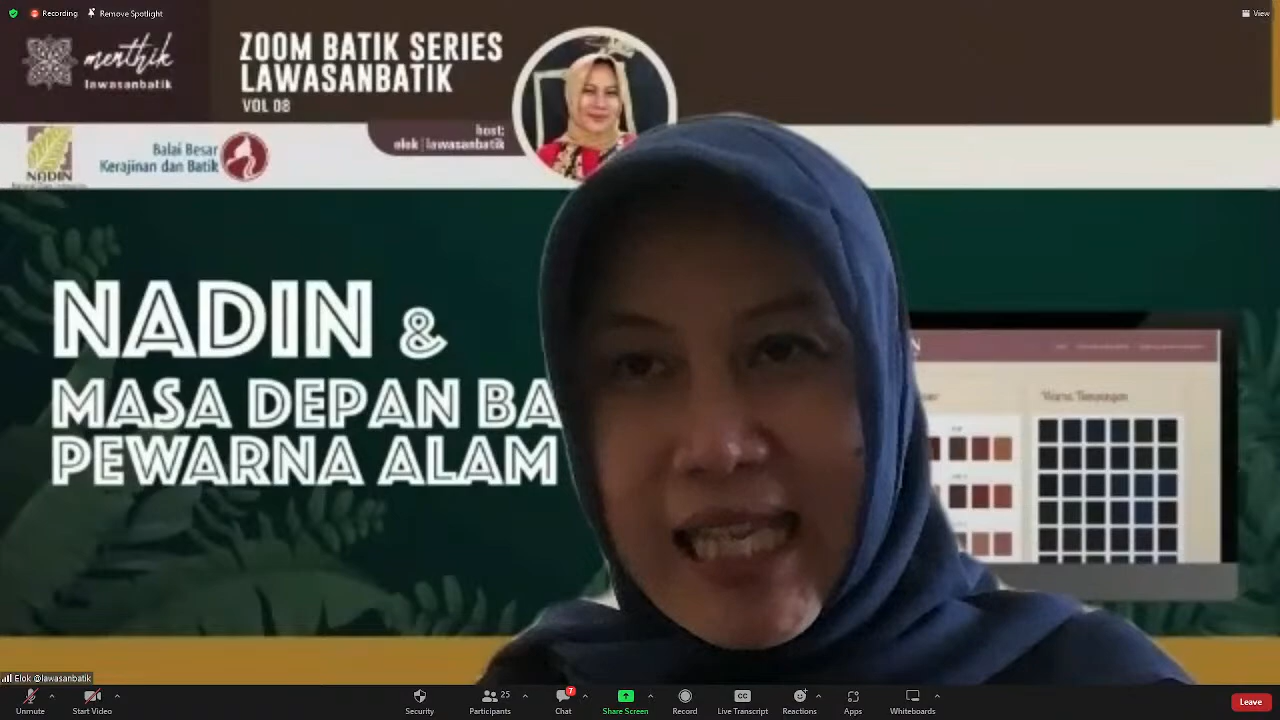 Recording
Remove Spotlight
View
menthik
lawasanbatik
ZOOM BATIK SERIES
LAWASANBATIK
VOL 08
host:
elok | lawasanbatik
NADIN
Balai Besar
Kerajinan dan Batik
NADIN &
MASA DEPAN BA
PEWARNA ALAM
Warna Tumpangan
Elok @lawasanbatik
Unmute
Start Video
Security
Participants
25
Chat
7
Share Screen
Record
CC
Live Transcript
Reactions
Apps
Whiteboards
Leave